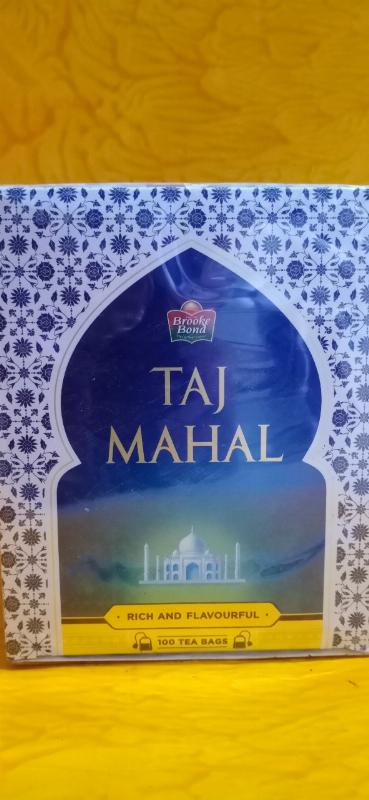 Brooke
Bond
TAJ
MAHAL
RICH AND FLAVOURFUL
100 TEA BAGS